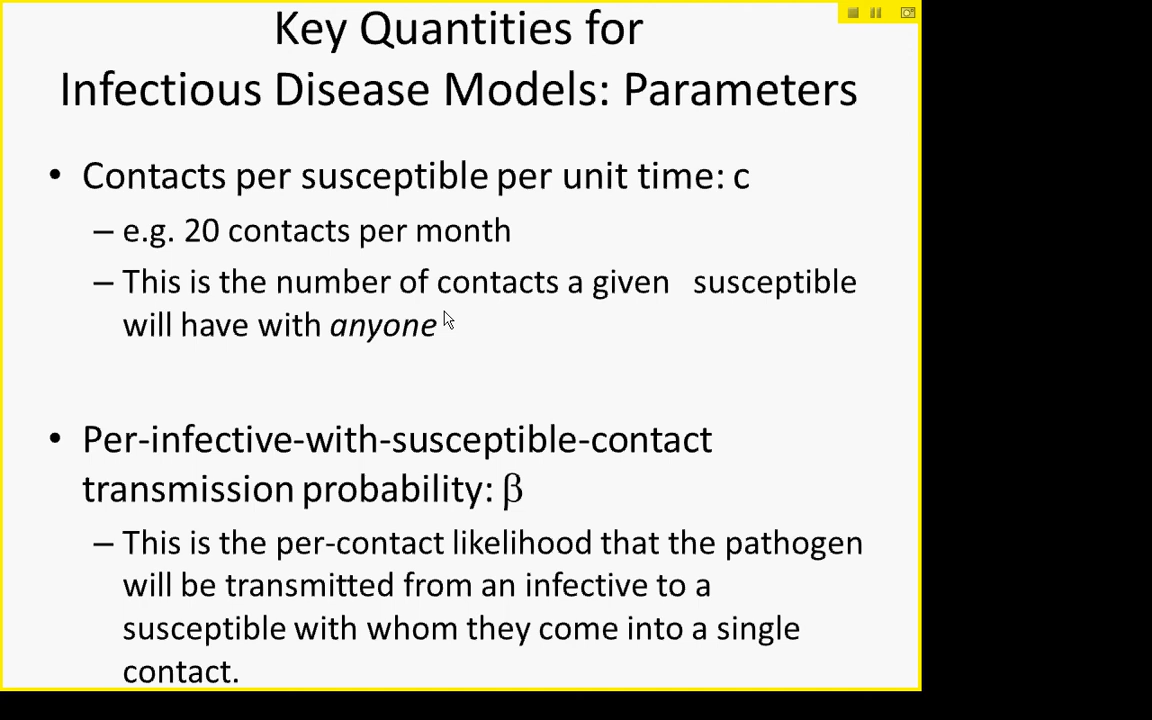 Key Quantities for
Infectious Disease Models: Parameters
• Contacts per susceptible per unit time: c
– e.g. 20 contacts per month
– This is the number of contacts a given susceptible
will have with anyone
• Per-infective-with-susceptible-contact
transmission probability: β
– This is the per-contact likelihood that the pathogen
will be transmitted from an infective to a
susceptible with whom they come into a single
contact.